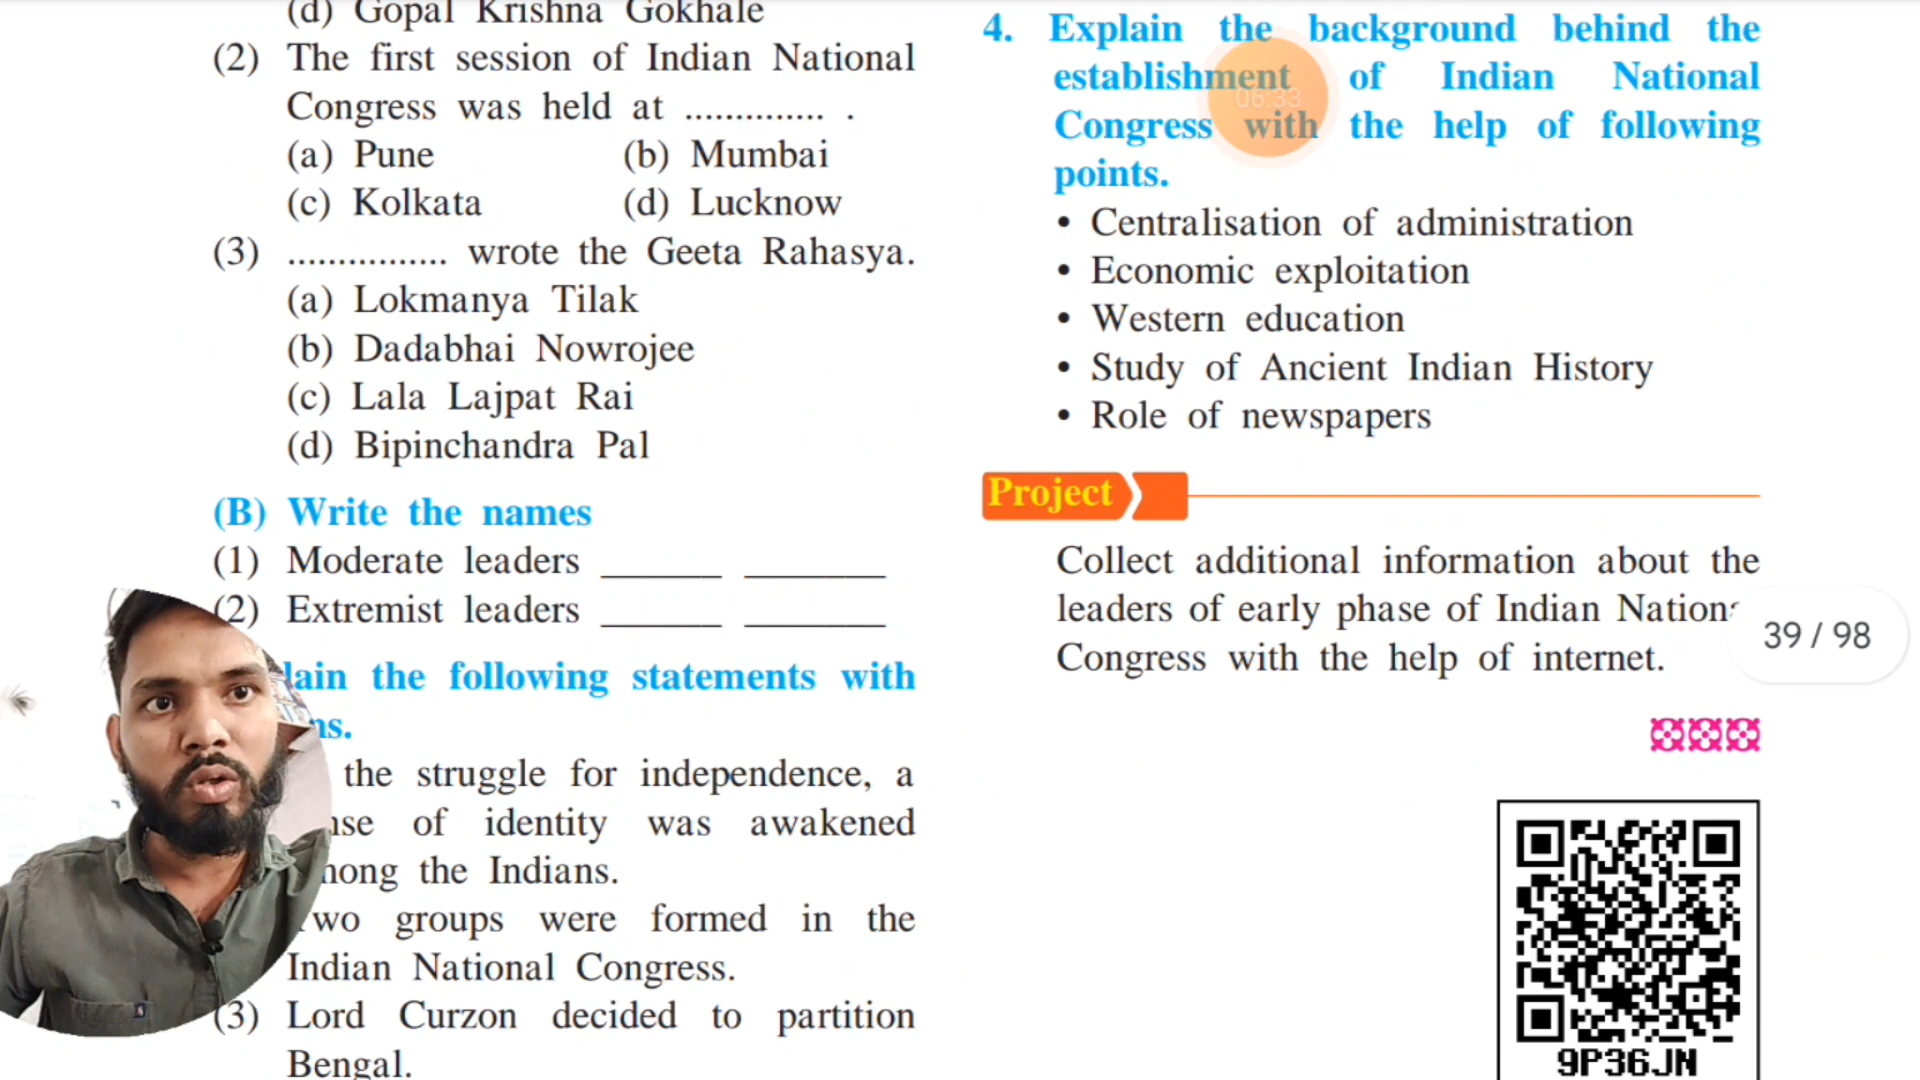 (d) Gopal Krishna Gokhale
(2) The first session of Indian National
Congress was held at .............. .
(a) Pune (b) Mumbai
(c) Kolkata (d) Lucknow
(3) ................ wrote the Geeta Rahasya.
(a) Lokmanya Tilak
(b) Dadabhai Nowrojee
(c) Lala Lajpat Rai
(d) Bipinchandra Pal
(B) Write the names
(1) Moderate leaders ______ _______
(2) Extremist leaders ______ _______
the following statements with
the struggle for independence, a
of identity was awakened
the Indians.
groups were formed in the
Indian National Congress.
(3) Lord Curzon decided to partition
Bengal.
4. Explain the background behind the
establishment of Indian National
Congress with the help of following
points.
• Centralisation of administration
• Economic exploitation
• Western education
• Study of Ancient Indian History
• Role of newspapers
06:33
Project
Collect additional information about the
leaders of early phase of Indian
Congress with the help of internet.
39 / 98
9P36JN